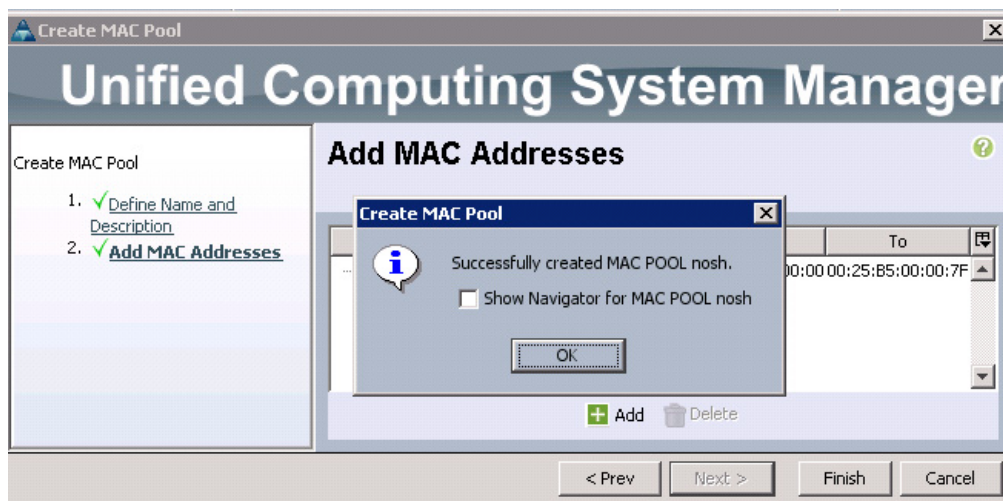 Create MAC Pool
Unified Computing System Manager
Create MAC Pool
1. Define Name and
Description
2. Add MAC Addresses
Add MAC Addresses
To
00:25:B5:00:00:7F
Create MAC Pool
Successfully created MAC POOL nosh.
Show Navigator for MAC POOL nosh
OK
Add Delete
< Prev Next > Finish Cancel